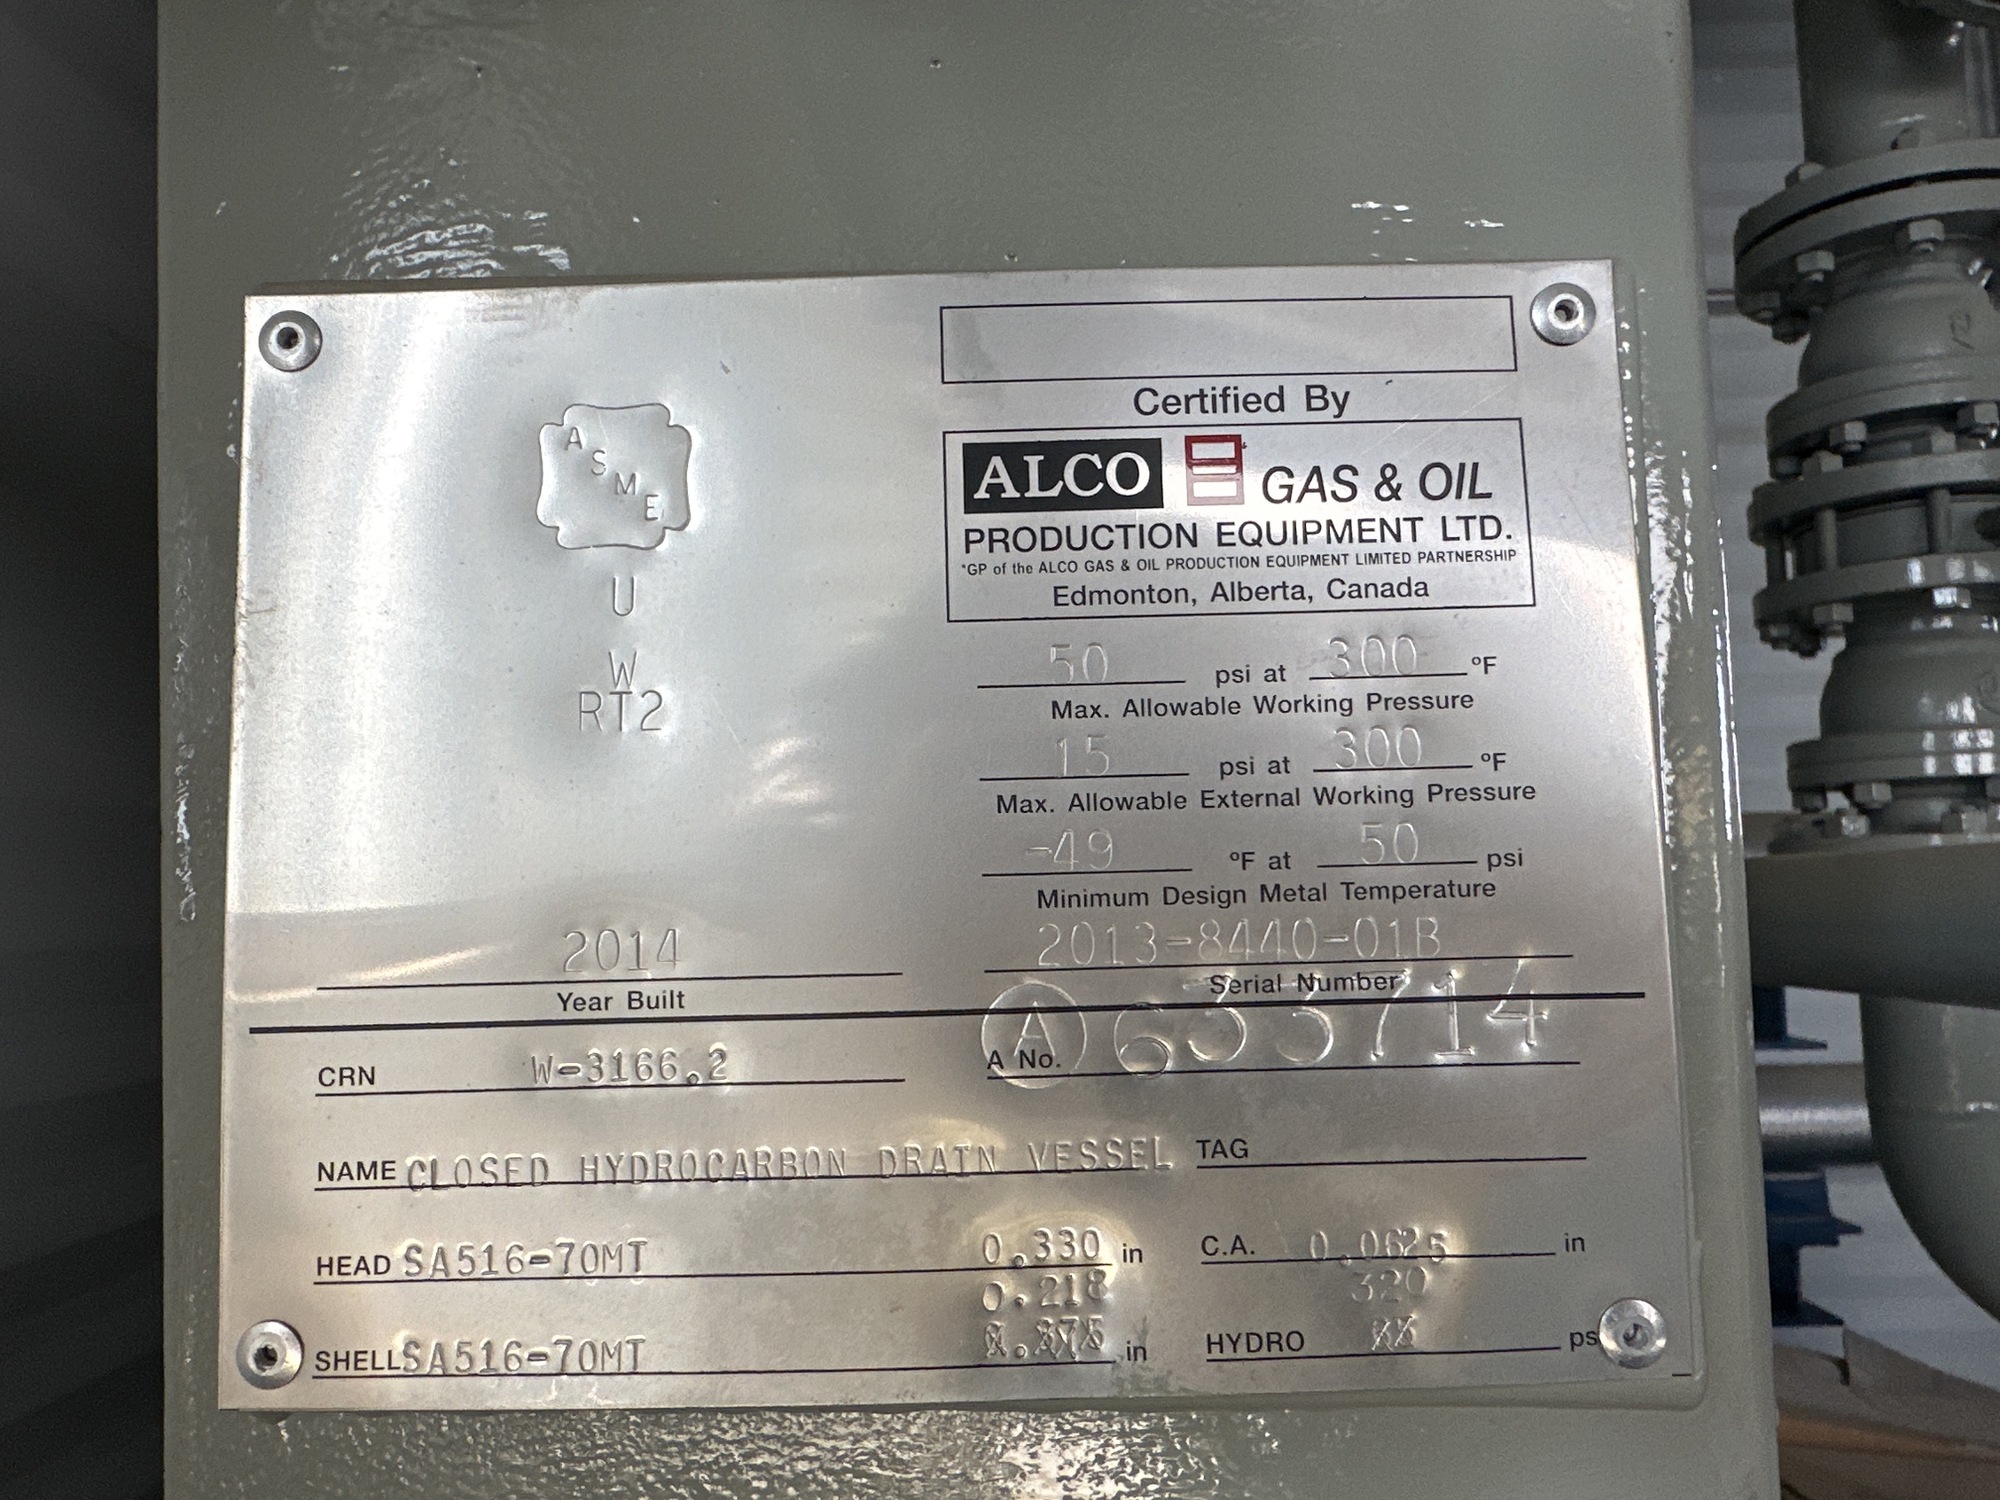 ASME
U
W
RT2
Certified By
ALCO GAS & OIL
PRODUCTION EQUIPMENT LTD.
*GP of the ALCO GAS & OIL PRODUCTION EQUIPMENT LIMITED PARTNERSHIP
Edmonton, Alberta, Canada
50 psi at 300 ºF
Max. Allowable Working Pressure
15 psi at 300 ºF
Max. Allowable External Working Pressure
-49 ºF at 50 psi
Minimum Design Metal Temperature
2014
Year Built
2013-8440-01B
Serial Number
CRN W-3166.2
A No. A 633714
NAME CLOSED HYDROCARBON DRAIN VESSEL TAG
HEAD SA516-70MT 0.330 in C.A. 0.0625 in
0.218 320
SHELL SA516-70MT in HYDRO ps